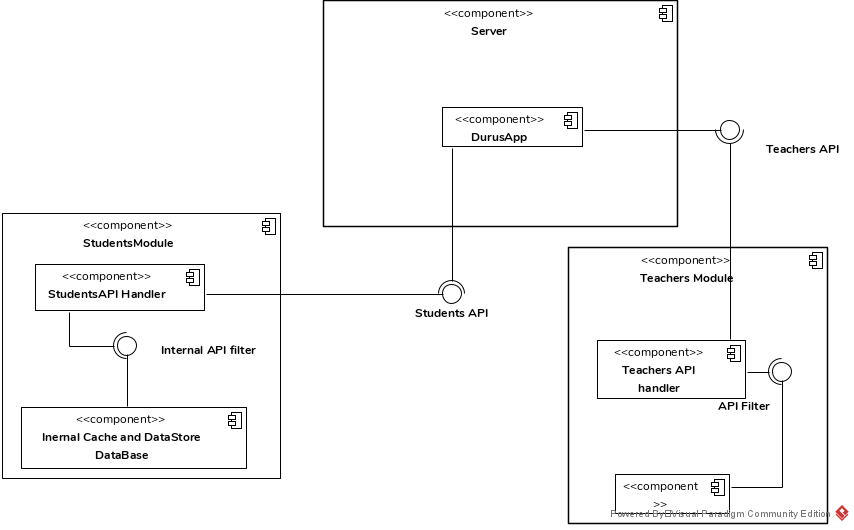 <<component>>
Server
<<component>>
DurusApp
Teachers API
<<component>>
StudentsModule
<<component>>
StudentsAPI Handler
Students API
Internal API filter
<<component>>
Inernal Cache and DataStore
DataBase
<<component>>
Teachers Module
<<component>>
Teachers API
handler
API Filter
<<component
>>
Powered By Visual Paradigm Community Edition